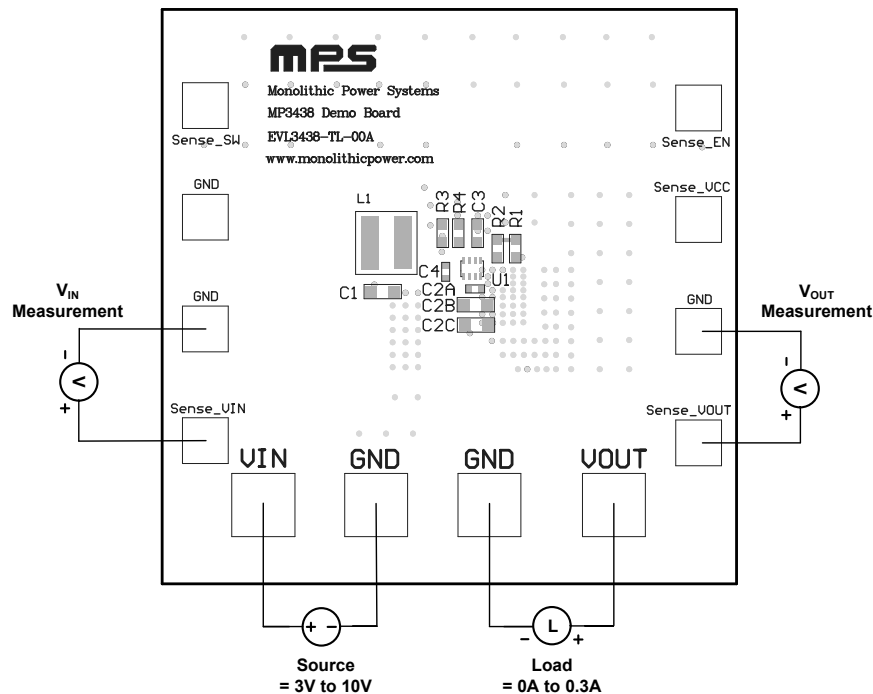 MPS
Monolithic Power Systems
MP3438 Demo Board
EVL3438-TL-00A
www.monolithicpower.com
Sense_SW
Sense_EN
GND
Sense_VCC
L1
R3
R4
C3
R2
R1
C4
U1
C2A
C1
C2B
C2C
VIN
Measurement
GND
GND
VOUT
Measurement
-
V
+
-
V
+
Sense_VIN
Sense_VOUT
VIN
GND
GND
VOUT
+ -
- L +
Source
= 3V to 10V
Load
= 0A to 0.3A